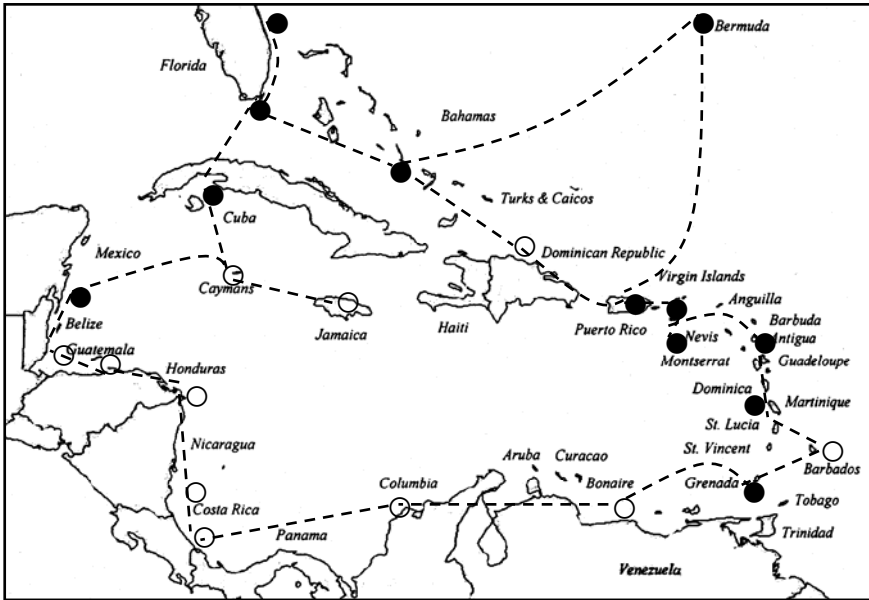 Bermuda
Florida
Bahamas
Turks & Caicos
Cuba
Mexico
Dominican Republic
Caymans
Virgin Islands
Anguilla
Belize
Jamaica
Haiti
Puerto Rico
Barbuda
Nevis
Antigua
Guatemala
Montserrat
Guadeloupe
Honduras
Dominica
Martinique
St. Lucia
Nicaragua
St. Vincent
Aruba
Curacao
Barbados
Columbia
Bonaire
Grenada
Costa Rica
Tobago
Panama
Trinidad
Venezuela